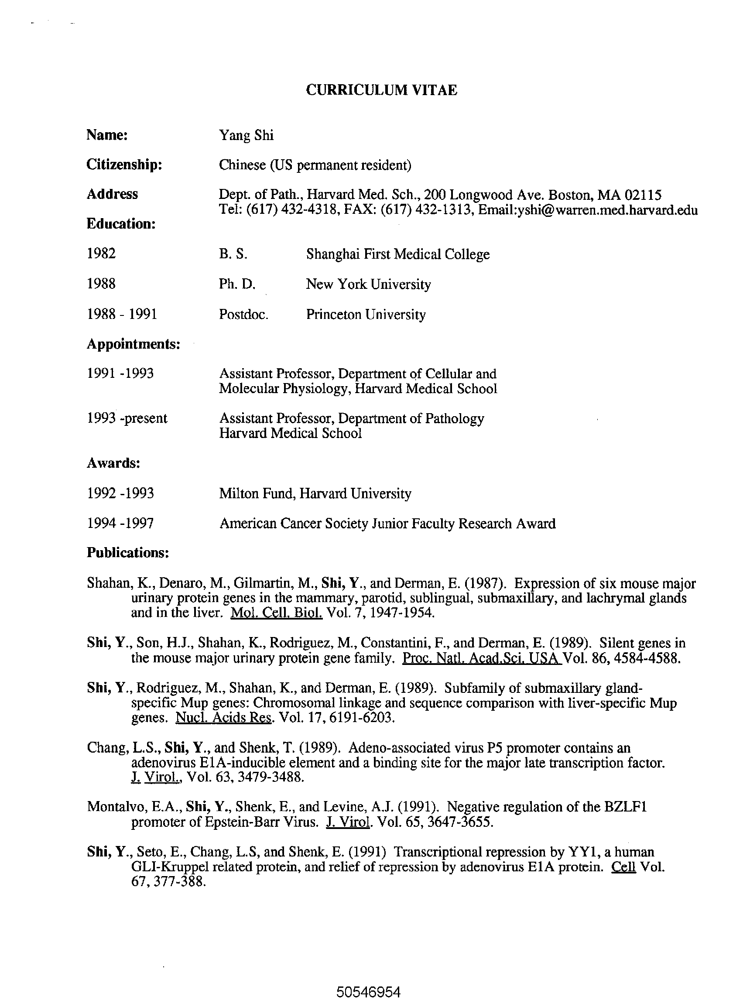 CURRICULUM VITAE
Name: Yang Shi
Citizenship: Chinese (US permanent resident)
Address Dept. of Path., Harvard Med. Sch., 200 Longwood Ave. Boston, MA 02115
Tel: (617) 432-4318, FAX: (617) 432-1313, Email:yshi@warren.med.harvard.edu
Education:
1982 B. S. Shanghai First Medical College
1988 Ph. D. New York University
1988 - 1991 Postdoc. Princeton University
Appointments:
1991 -1993 Assistant Professor, Department of Cellular and
Molecular Physiology, Harvard Medical School
1993 -present Assistant Professor, Department of Pathology
Harvard Medical School
Awards:
1992 -1993 Milton Fund, Harvard University
1994 -1997 American Cancer Society Junior Faculty Research Award
Publications:
Shahan, K., Denaro, M., Gilmartin, M., Shi, Y., and Derman, E. (1987). Expression of six mouse major
urinary protein genes in the mammary, parotid, sublingual, submaxillary, and lachrymal glands
and in the liver. Mol. Cell. Biol. Vol. 7, 1947-1954.
Shi, Y., Son, H.J., Shahan, K., Rodriguez, M., Constantini, F., and Derman, E. (1989). Silent genes in
the mouse major urinary protein gene family. Proc. Natl. Acad.Sci. USA Vol. 86, 4584-4588.
Shi, Y., Rodriguez, M., Shahan, K., and Derman, E. (1989). Subfamily of submaxillary gland-
specific Mup genes: Chromosomal linkage and sequence comparison with liver-specific Mup
genes. Nucl. Acids Res. Vol. 17, 6191-6203.
Chang, L.S., Shi, Y., and Shenk, T. (1989). Adeno-associated virus P5 promoter contains an
adenovirus E1A-inducible element and a binding site for the major late transcription factor.
J. Virol., Vol. 63, 3479-3488.
Montalvo, E.A., Shi, Y., Shenk, E., and Levine, A.J. (1991). Negative regulation of the BZLF1
promoter of Epstein-Barr Virus. J. Virol. Vol. 65, 3647-3655.
Shi, Y., Seto, E., Chang, L.S, and Shenk, E. (1991) Transcriptional repression by YY1, a human
GLI-Kruppel related protein, and relief of repression by adenovirus E1A protein. Cell Vol.
67, 377-388.
50546954